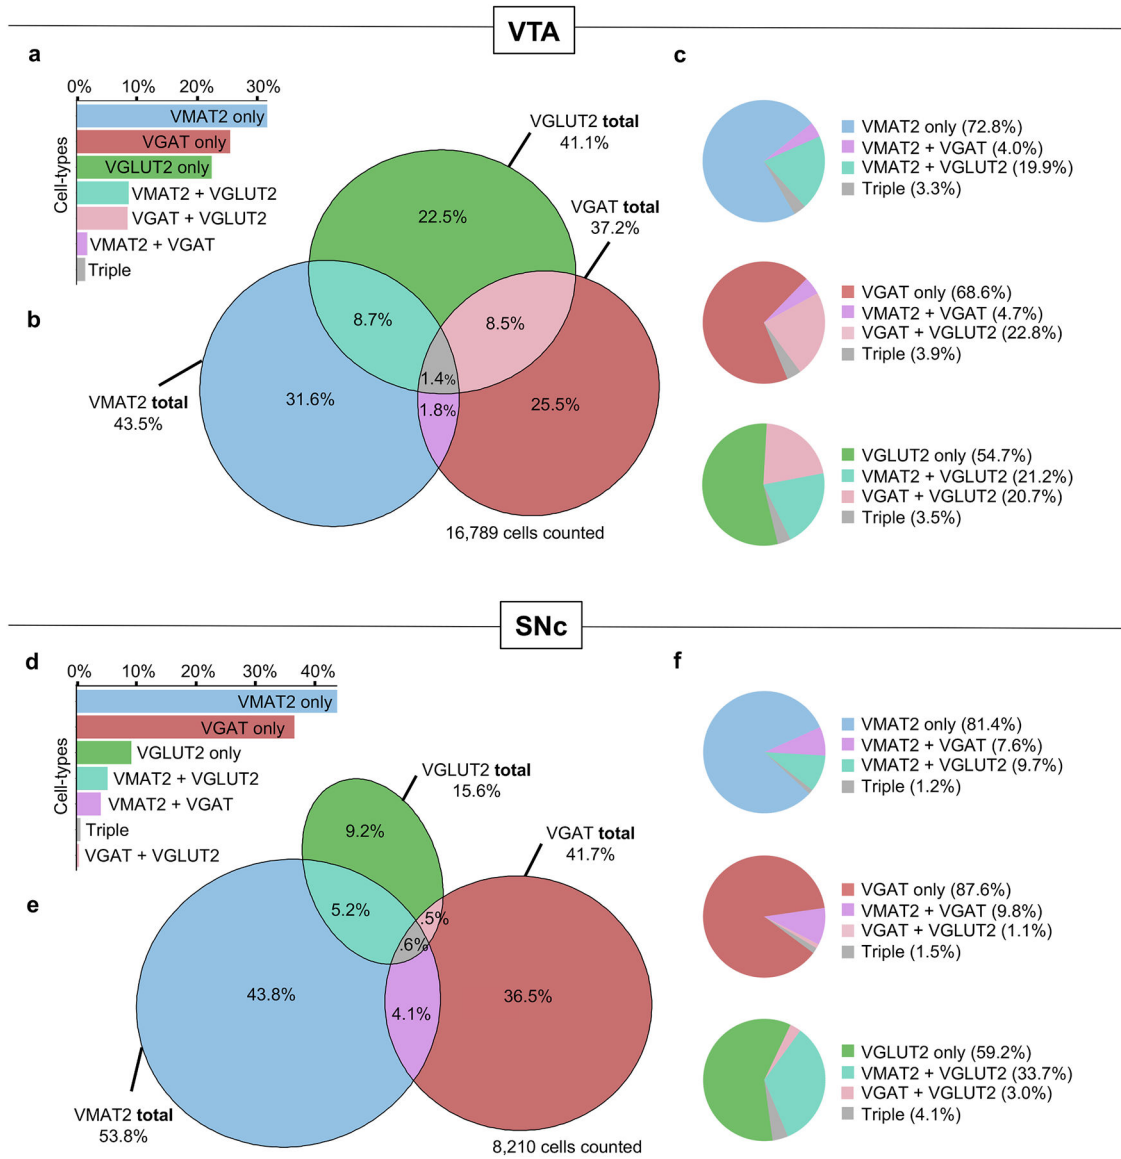 VTA
a
0% 10% 20% 30%
Cell-types
VMAT2 only
VGAT only
VGLUT2 only
VMAT2 + VGLUT2
VGAT + VGLUT2
VMAT2 + VGAT
Triple
b
VGLUT2 total
41.1%
VGAT total
37.2%
VMAT2 total
43.5%
22.5%
8.7%
8.5%
1.4%
1.8%
31.6%
25.5%
16,789 cells counted
c
VMAT2 only (72.8%)
VMAT2 + VGAT (4.0%)
VMAT2 + VGLUT2 (19.9%)
Triple (3.3%)
VGAT only (68.6%)
VMAT2 + VGAT (4.7%)
VGAT + VGLUT2 (22.8%)
Triple (3.9%)
VGLUT2 only (54.7%)
VMAT2 + VGLUT2 (21.2%)
VGAT + VGLUT2 (20.7%)
Triple (3.5%)
SNc
d
0% 10% 20% 30% 40%
Cell-types
VMAT2 only
VGAT only
VGLUT2 only
VMAT2 + VGLUT2
VMAT2 + VGAT
Triple
VGAT + VGLUT2
e
VGLUT2 total
15.6%
VGAT total
41.7%
VMAT2 total
53.8%
9.2%
5.2%
.5%
.6%
4.1%
43.8%
36.5%
8,210 cells counted
f
VMAT2 only (81.4%)
VMAT2 + VGAT (7.6%)
VMAT2 + VGLUT2 (9.7%)
Triple (1.2%)
VGAT only (87.6%)
VMAT2 + VGAT (9.8%)
VGAT + VGLUT2 (1.1%)
Triple (1.5%)
VGLUT2 only (59.2%)
VMAT2 + VGLUT2 (33.7%)
VGAT + VGLUT2 (3.0%)
Triple (4.1%)